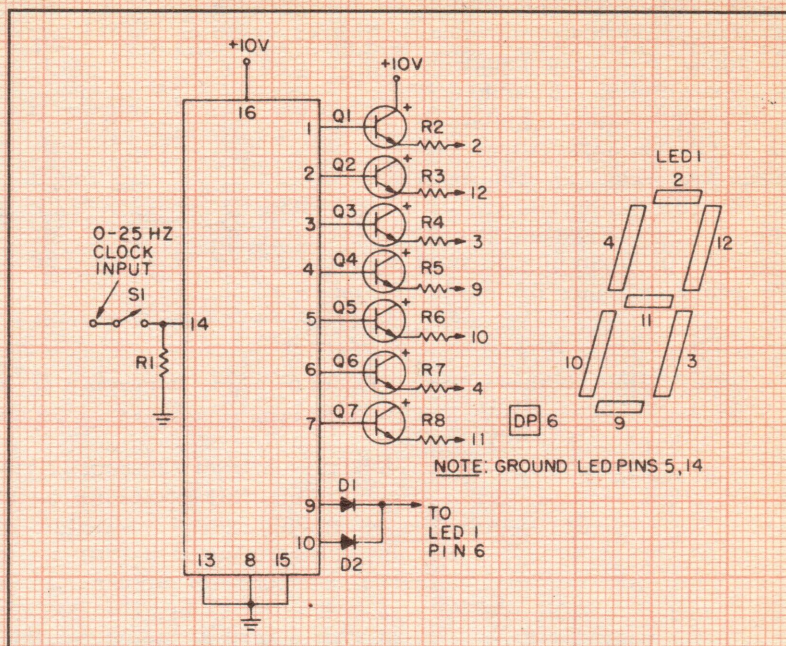 +10V
16
+10V
1 Q1 + R2 2
2 Q2 + R3 12
3 Q3 + R4 3
4 Q4 + R5 9
5 Q5 + R6 10
6 Q6 + R7 4
7 Q7 + R8 11
0-25 HZ
CLOCK
INPUT
S1
14
R1
9 D1
10 D2
TO
LED 1
PIN 6
13 8 15
LED 1
2
4 12
11
10 3
9
DP 6
NOTE: GROUND LED PINS 5,14